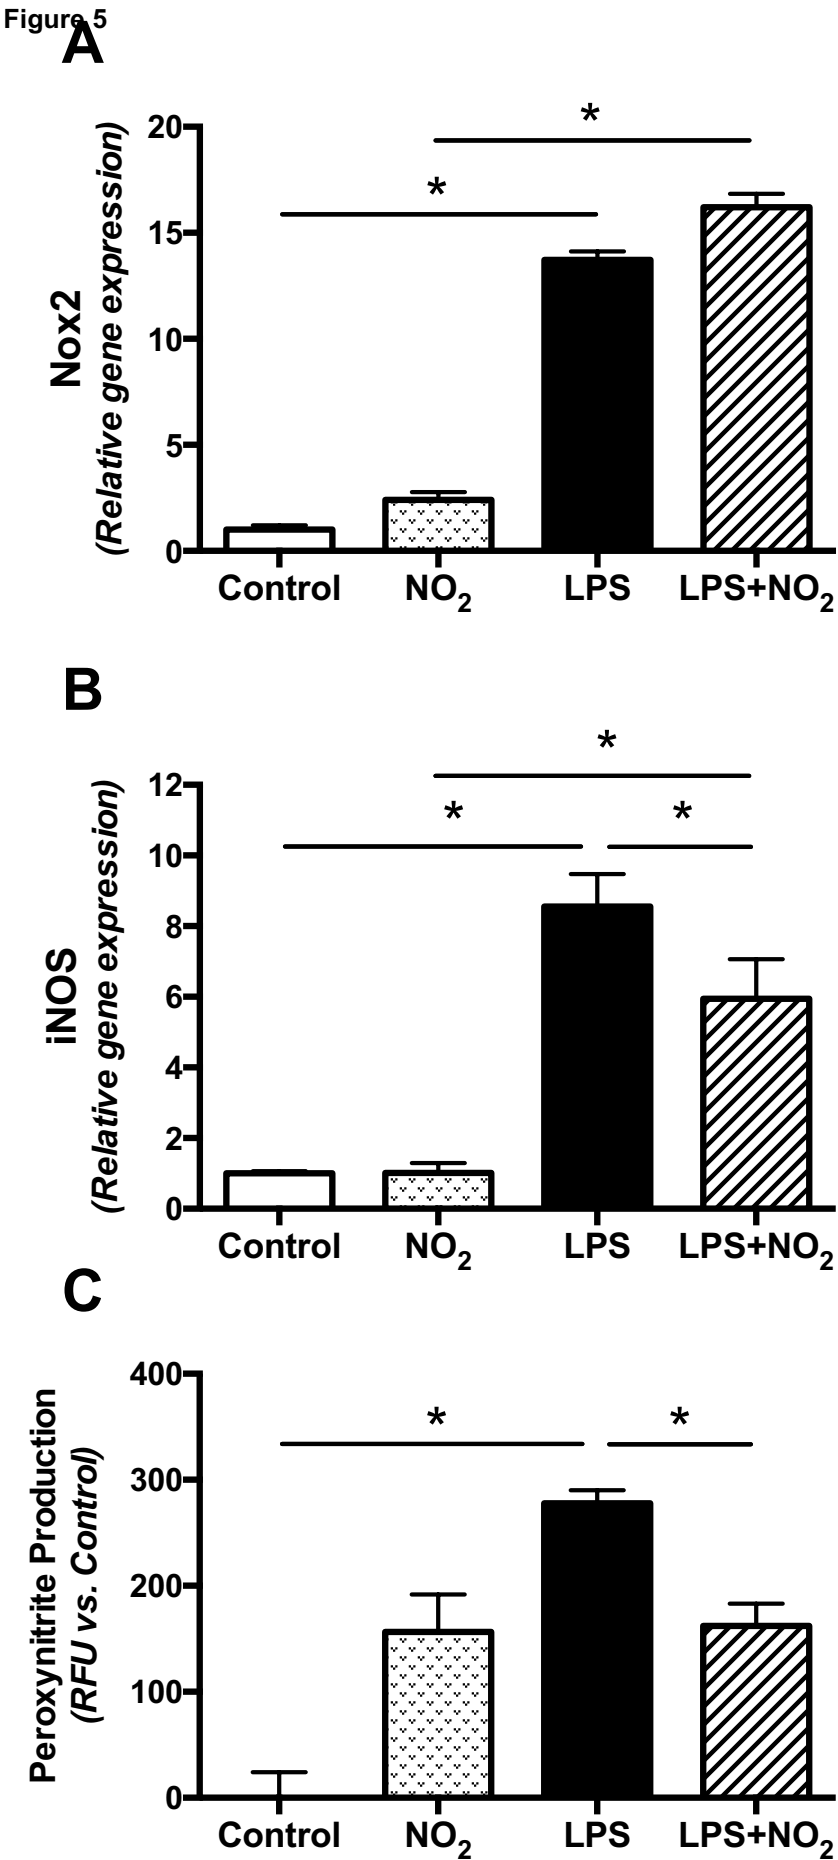 Figure 5
A
*
*
20
15
10
5
0
Nox2
(Relative gene expression)
Control NO₂ LPS LPS+NO₂
B
*
* *
12
10
8
6
4
2
0
iNOS
(Relative gene expression)
Control NO₂ LPS LPS+NO₂
C
* *
400
300
200
100
0
Peroxynitrite Production
(RFU vs. Control)
Control NO₂ LPS LPS+NO₂